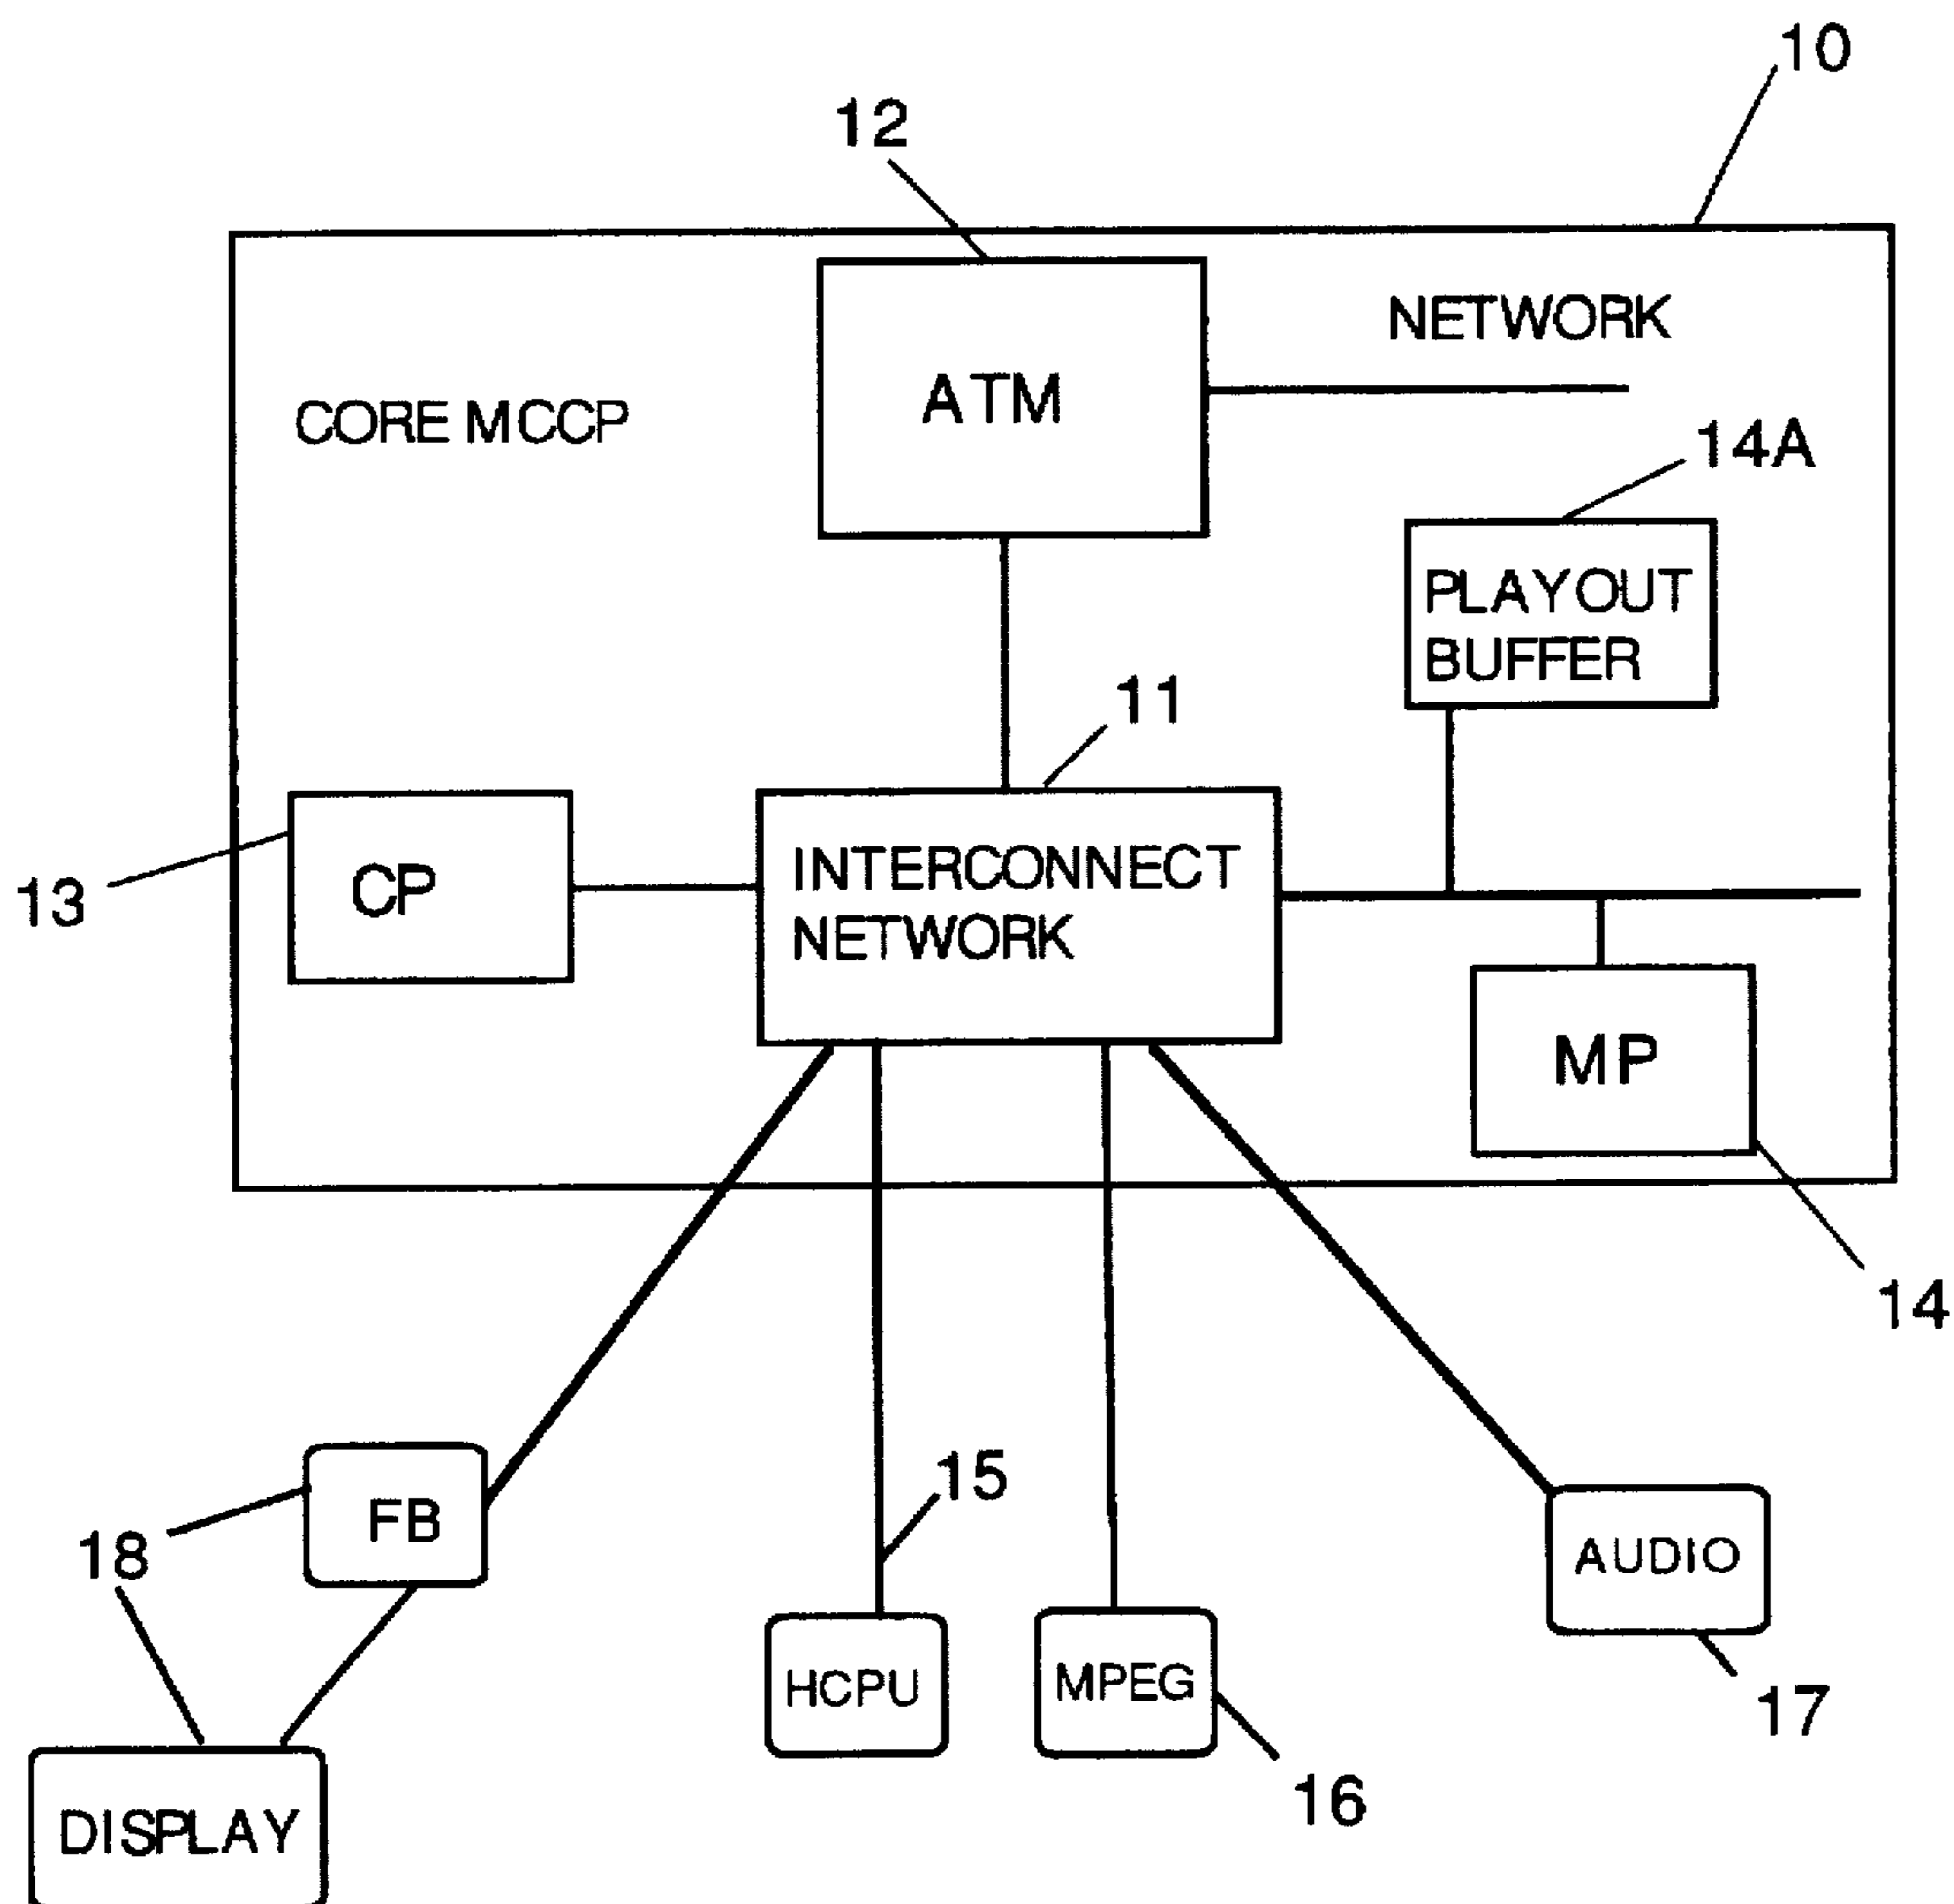 10
12
NETWORK
ATM
CORE MCCP
14A
PLAYOUT
BUFFER
11
INTERCONNECT
NETWORK
CP
13
MP
14
15
FB
18
AUDIO
HCPU
MPEG
17
16
DISPLAY